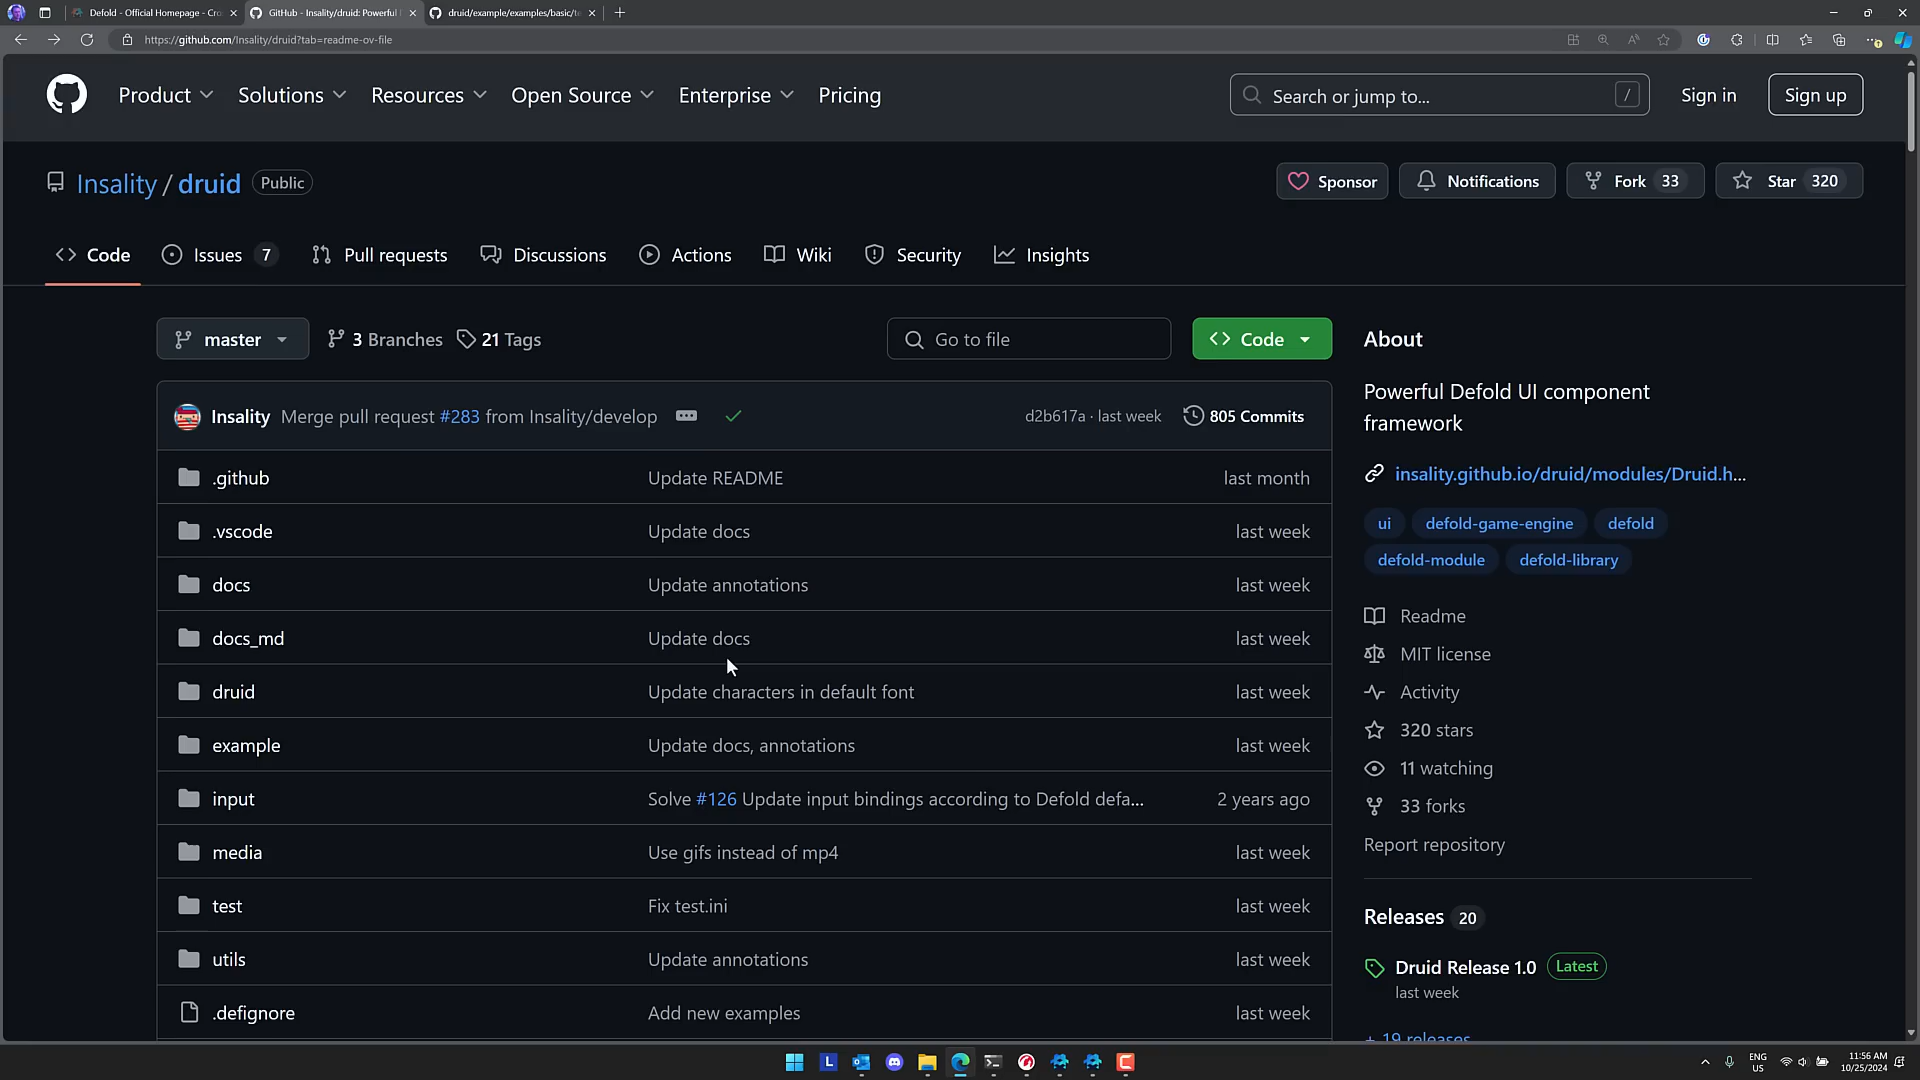 Defold - Official Homepage - Cro
GitHub - Insality/druid: Powerful
druid/example/examples/basic/te
https://github.com/Insality/druid?tab=readme-ov-file
Product
Solutions
Resources
Open Source
Enterprise
Pricing
Search or jump to...
/
Sign in
Sign up
Insality / druid
Public
Sponsor
Notifications
Fork 33
Star 320
Code
Issues 7
Pull requests
Discussions
Actions
Wiki
Security
Insights
master
3 Branches
21 Tags
Go to file
Code
Insality Merge pull request #283 from Insality/develop
d2b617a · last week
805 Commits
.github Update README last month
.vscode Update docs last week
docs Update annotations last week
docs_md Update docs last week
druid Update characters in default font last week
example Update docs, annotations last week
input Solve #126 Update input bindings according to Defold defa... 2 years ago
media Use gifs instead of mp4 last week
test Fix test.ini last week
utils Update annotations last week
.defignore Add new examples last week
About
Powerful Defold UI component
framework
insality.github.io/druid/modules/Druid.h...
ui
defold-game-engine
defold
defold-module
defold-library
Readme
MIT license
Activity
320 stars
11 watching
33 forks
Report repository
Releases 20
Druid Release 1.0 Latest
last week
+ 19 releases
L
ENG
US
11:56 AM
10/25/2024